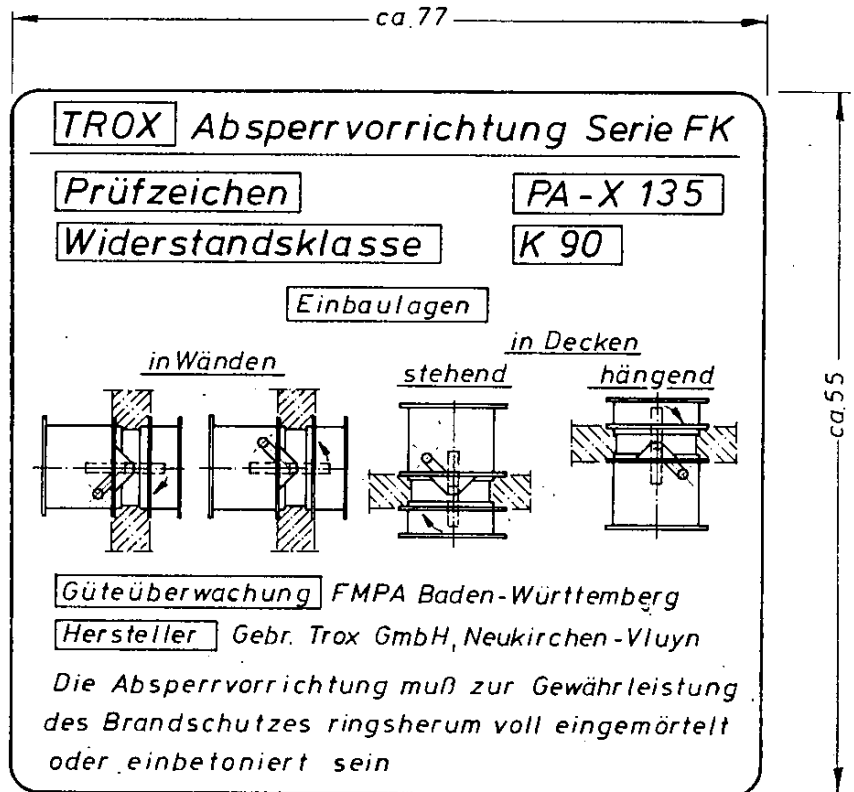 ca. 77
TROX Absperrvorrichtung Serie FK
Prüfzeichen PA-X 135
Widerstandsklasse K 90
Einbaulagen
in Wänden
in Decken
stehend hängend
ca. 55
Güteüberwachung FMPA Baden-Württemberg
Hersteller Gebr. Trox GmbH, Neukirchen-Vluyn
Die Absperrvorrichtung muß zur Gewährleistung
des Brandschutzes ringsherum voll eingemörtelt
oder einbetoniert sein